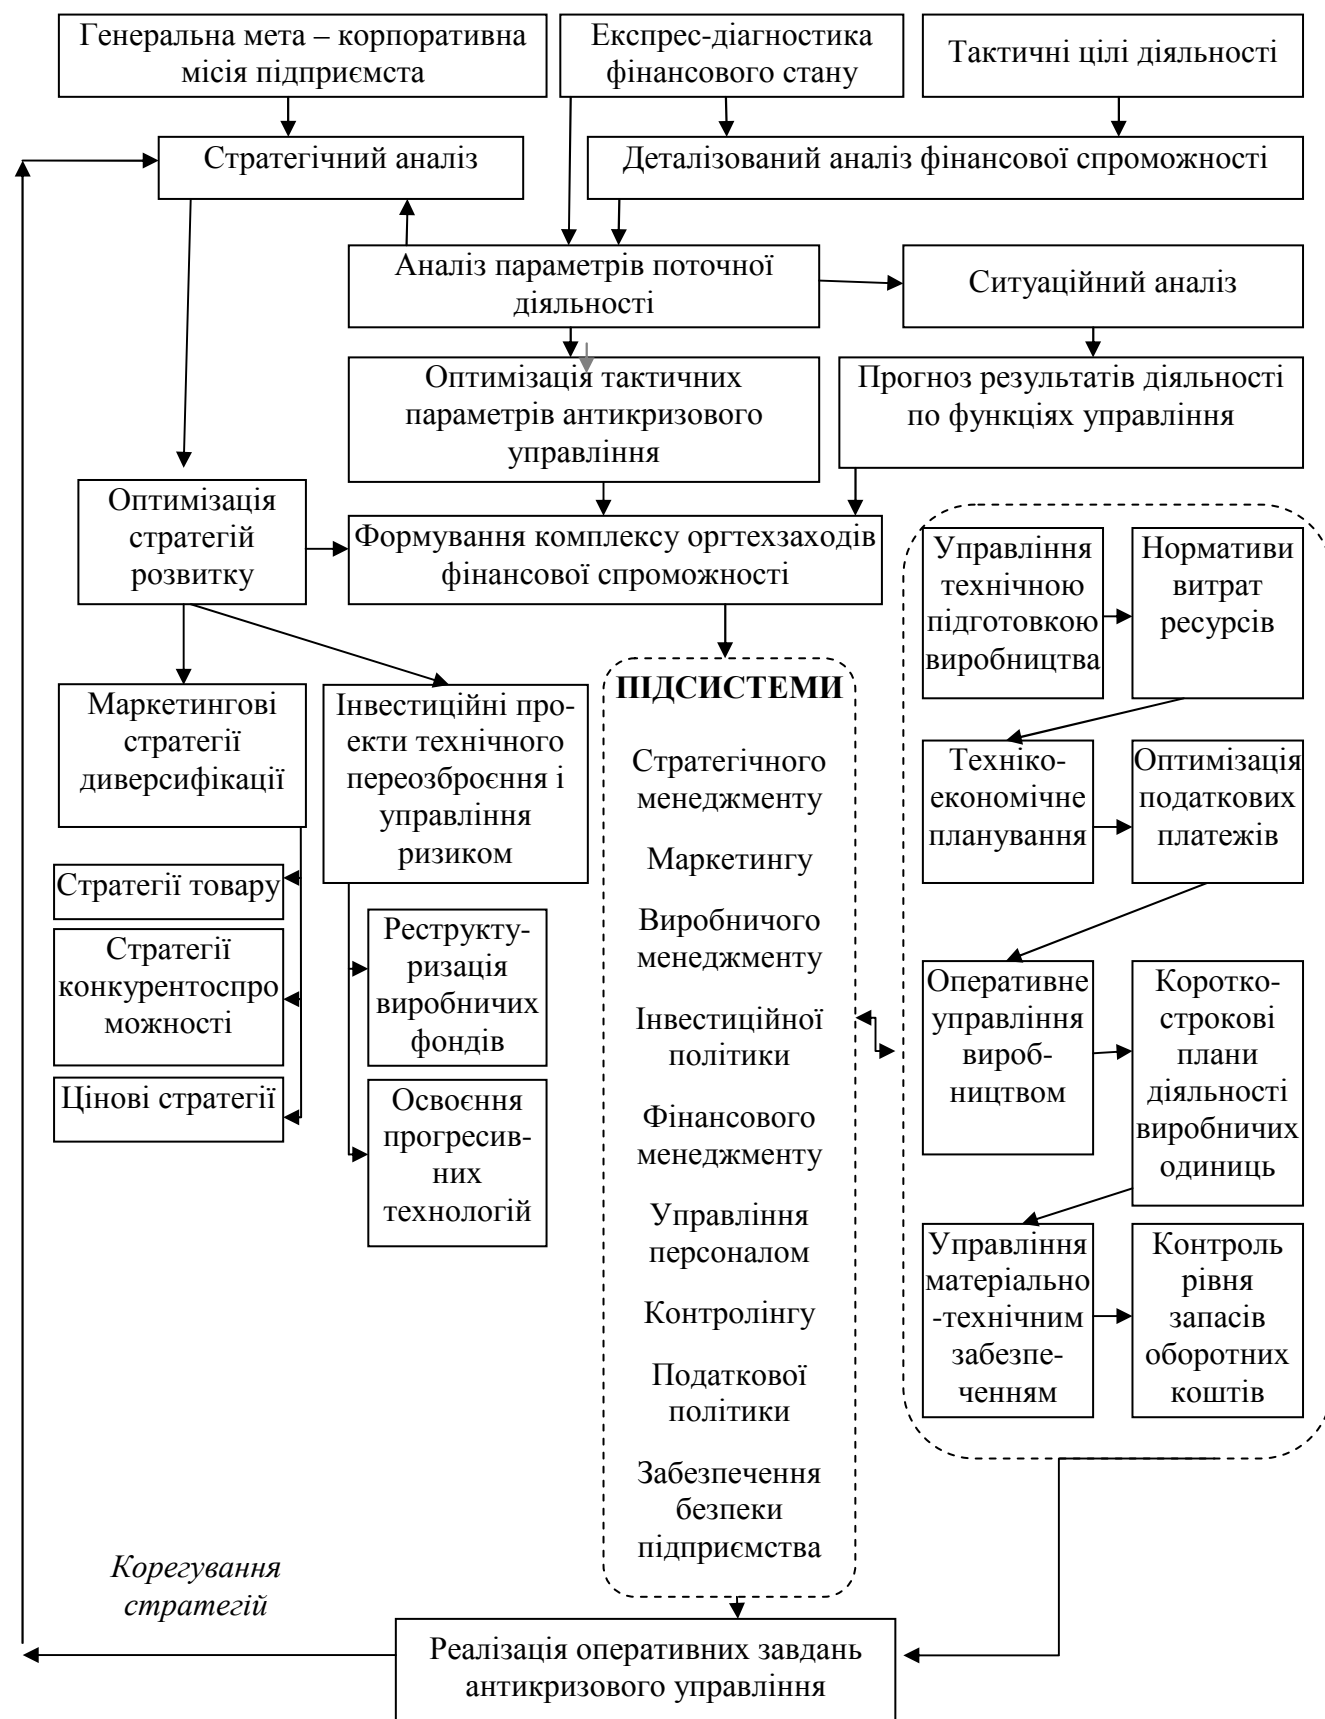 Генеральна мета – корпоративна
місія підприємста
Експрес-діагностика
фінансового стану
Тактичні цілі діяльності
Стратегічний аналіз
Деталізований аналіз фінансової спроможності
Аналіз параметрів поточної
діяльності
Ситуаційний аналіз
Оптимізація тактичних
параметрів антикризового
управління
Прогноз результатів діяльності
по функціях управління
Оптимізація
стратегій
розвитку
Формування комплексу оргтехзаходів
фінансової спроможності
Маркетингові
стратегії
диверсифікації
Інвестиційні про-
екти технічного
переозброєння і
управління
ризиком
Стратегії товару
Стратегії
конкурентоспро
можності
Цінові стратегії
Реструкту-
ризація
виробничих
фондів
Освоєння
прогресив-
них
технологій
ПІДСИСТЕМИ
Стратегічного
менеджменту
Маркетингу
Виробничого
менеджменту
Інвестиційної
політики
Фінансового
менеджменту
Управління
персоналом
Контролінгу
Податкової
політики
Забезпечення
безпеки
підприємства
Управління
технічною
підготовкою
виробництва
Нормативи
витрат
ресурсів
Техніко-
економічне
планування
Оптимізація
податкових
платежів
Оперативне
управління
вироб-
ництвом
Коротко-
строкові
плани
діяльності
виробничих
одиниць
Управління
матеріально
-технічним
забезпе-
ченням
Контроль
рівня
запасів
оборотних
коштів
Корегування
стратегій
Реалізація оперативних завдань
антикризового управління